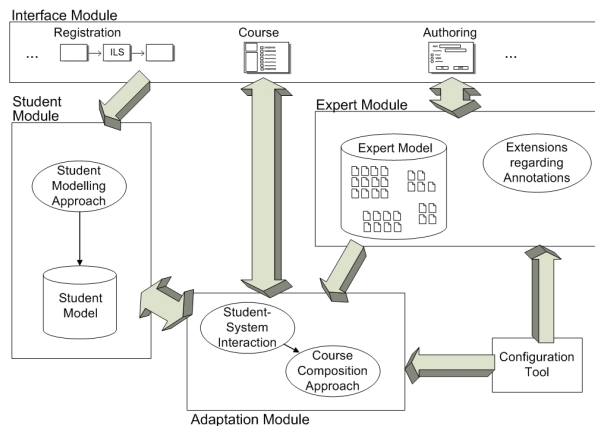 Interface Module
Registration
Course
Authoring
...
ILS
...
Student
Module
Expert Module
Student
Modelling
Approach
Expert Model
Extensions
regarding
Annotations
Student
Model
Student-
System
Interaction
Course
Composition
Approach
Configuration
Tool
Adaptation Module